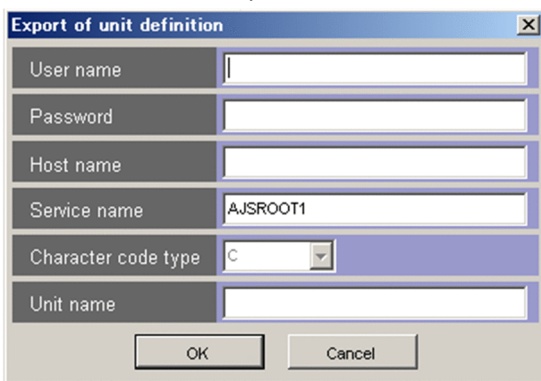 Export of unit definition
User name
Password
Host name
Service name AJSROOT1
Character code type C
Unit name
OK Cancel